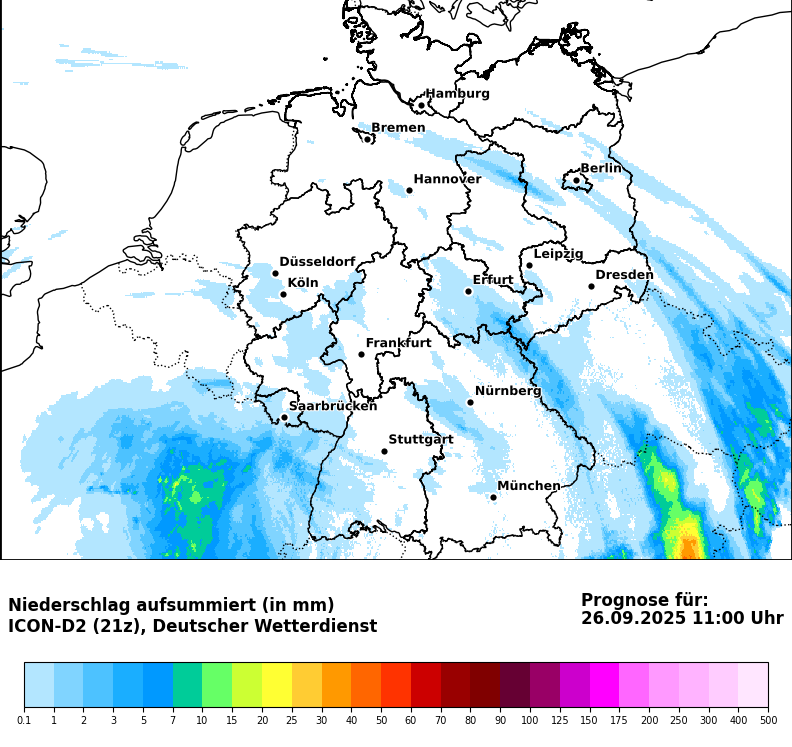 Hamburg
Bremen
Berlin
Hannover
Leipzig
Düsseldorf
Dresden
Köln
Erfurt
Frankfurt
Nürnberg
Saarbrücken
Stuttgart
München
Niederschlag aufsummiert (in mm)
ICON-D2 (21z), Deutscher Wetterdienst
Prognose für:
26.09.2025 11:00 Uhr
0.1 1 2 3 5 7 10 15 20 25 30 40 50 60 70 80 90 100 125 150 175 200 250 300 400 500